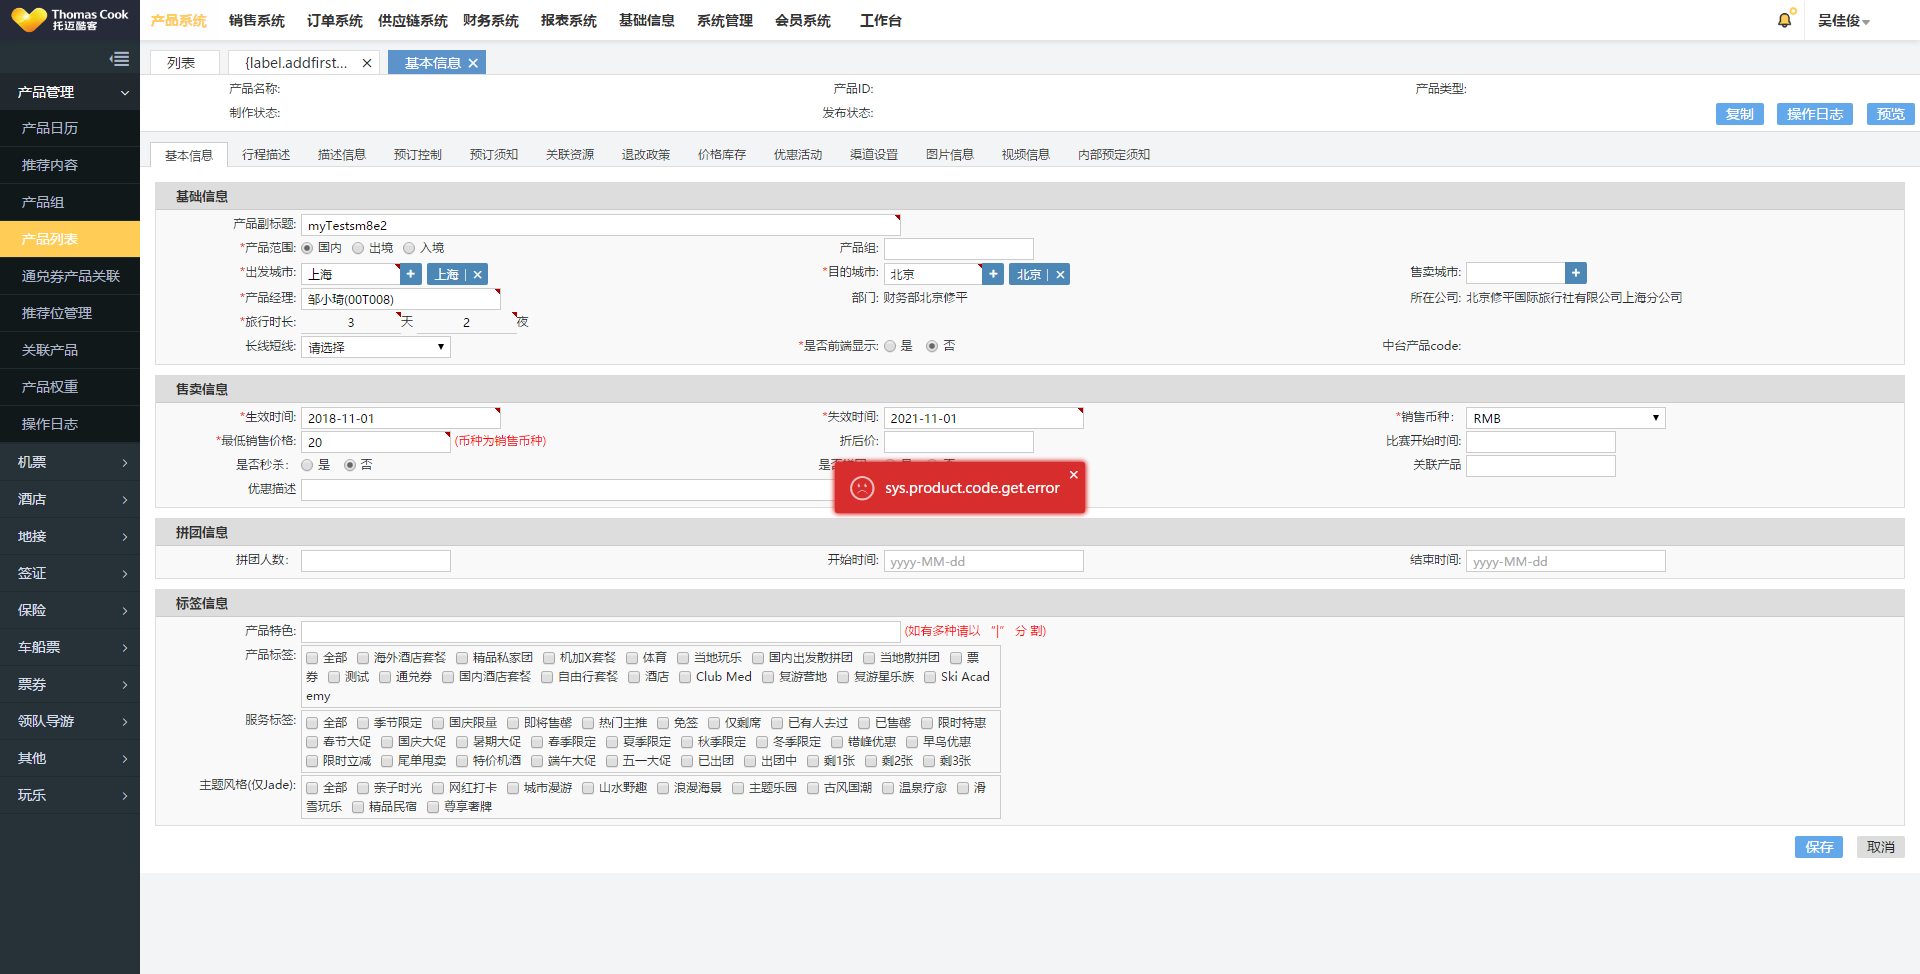 Thomas Cook
托迈酷客
产品系统 销售系统 订单系统 供应链系统 财务系统 报表系统 基础信息 系统管理 会员系统 工作台
吴佳俊
产品管理
产品日历
推荐内容
产品组
产品列表
通兑券产品关联
推荐位管理
关联产品
产品权重
操作日志
机票
酒店
地接
签证
保险
车船票
票券
领队导游
其他
玩乐
列表 {label.addfirst... × 基本信息 ×
产品名称: 产品ID: 产品类型:
制作状态: 发布状态: 复制 操作日志 预览
基本信息 行程描述 描述信息 预订控制 预订须知 关联资源 退改政策 价格库存 优惠活动 渠道设置 图片信息 视频信息 内部预定须知
基础信息
产品副标题: myTestsm8e2
*产品范围: 国内 出境 入境 产品组:
*出发城市: 上海 + 上海 | × *目的城市: 北京 + 北京 | × 售卖城市: +
*产品经理: 邹小琦(00T008) 部门: 财务部北京修平 所在公司: 北京修平国际旅行社有限公司上海分公司
*旅行时长: 3 天 2 夜
长线短线: 请选择 *是否前端显示: 是 否 中台产品code:
售卖信息
*生效时间: 2018-11-01 *失效时间: 2021-11-01 *销售币种: RMB
*最低销售价格: 20 (币种为销售币种) 折后价: 比赛开始时间:
是否秒杀: 是 否 关联产品
优惠描述
sys.product.code.get.error ×
拼团信息
拼团人数: 开始时间: yyyy-MM-dd 结束时间: yyyy-MM-dd
标签信息
产品特色: (如有多种请以 “|” 分 割)
产品标签: 全部 海外酒店套餐 精品私家团 机加X套餐 体育 当地玩乐 国内出发散拼团 当地散拼团 票
券 测试 通兑券 国内酒店套餐 自由行套餐 酒店 Club Med 复游营地 复游星乐族 Ski Acad
emy
服务标签: 全部 季节限定 国庆限量 即将售罄 热门主推 免签 仅剩席 已有人去过 已售罄 限时特惠
春节大促 国庆大促 暑期大促 春季限定 夏季限定 秋季限定 冬季限定 错峰优惠 早鸟优惠
限时立减 尾单甩卖 特价机酒 端午大促 五一大促 已出团 出团中 剩1张 剩2张 剩3张
主题风格(仅Jade): 全部 亲子时光 网红打卡 城市漫游 山水野趣 浪漫海景 主题乐园 古风国潮 温泉疗愈 滑
雪玩乐 精品民宿 尊享奢牌
保存 取消